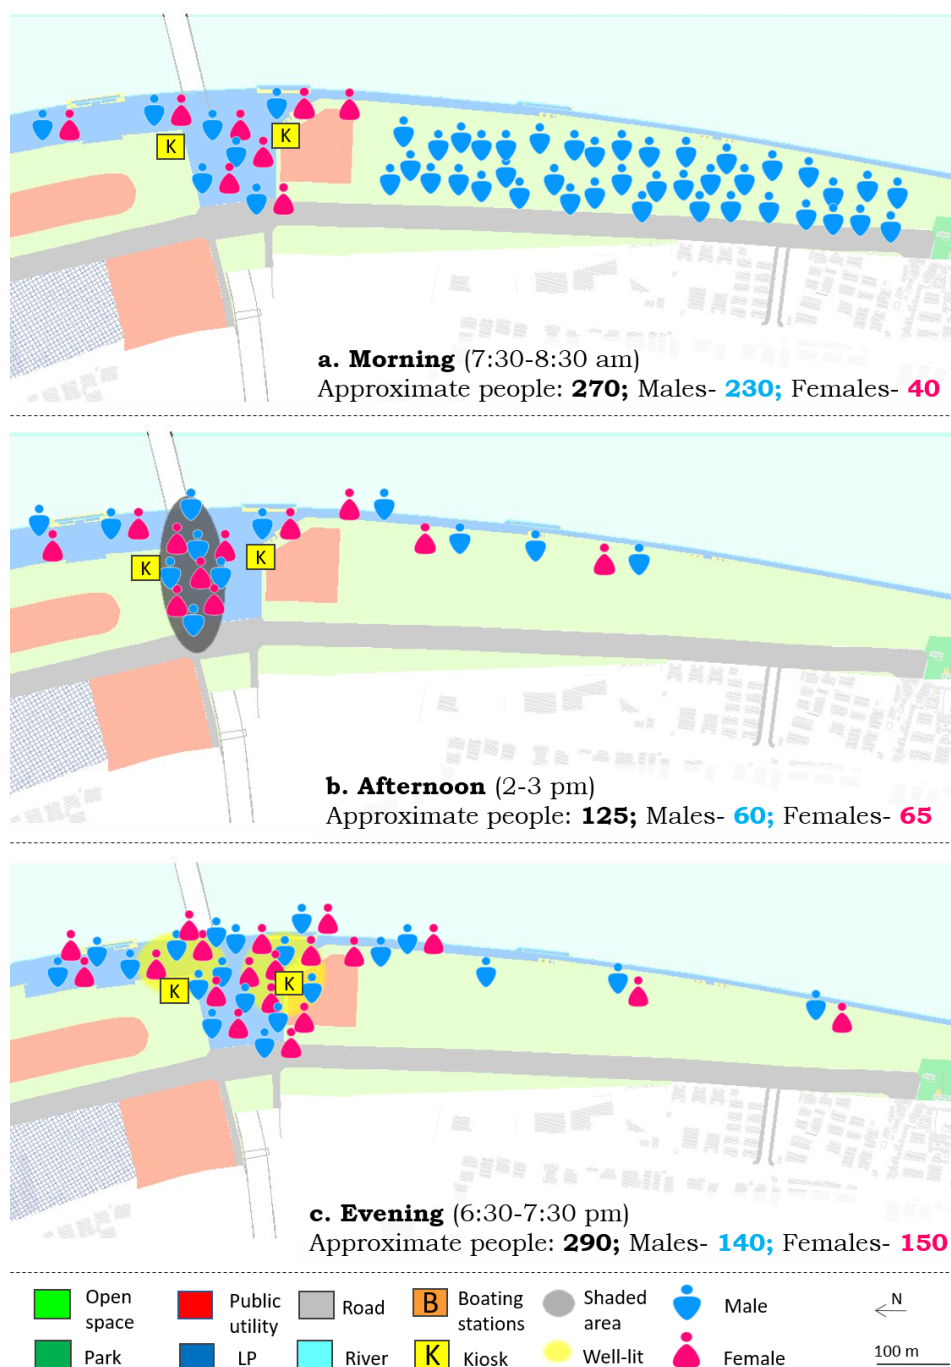 K
K
a. Morning (7:30-8:30 am)
Approximate people: 270; Males- 230; Females- 40
K
K
b. Afternoon (2-3 pm)
Approximate people: 125; Males- 60; Females- 65
K
K
c. Evening (6:30-7:30 pm)
Approximate people: 290; Males- 140; Females- 150
Open space
Public utility
Road
B
Boating stations
Shaded area
Male
N
Park
LP
River
K
Kiosk
Well-lit
Female
100 m